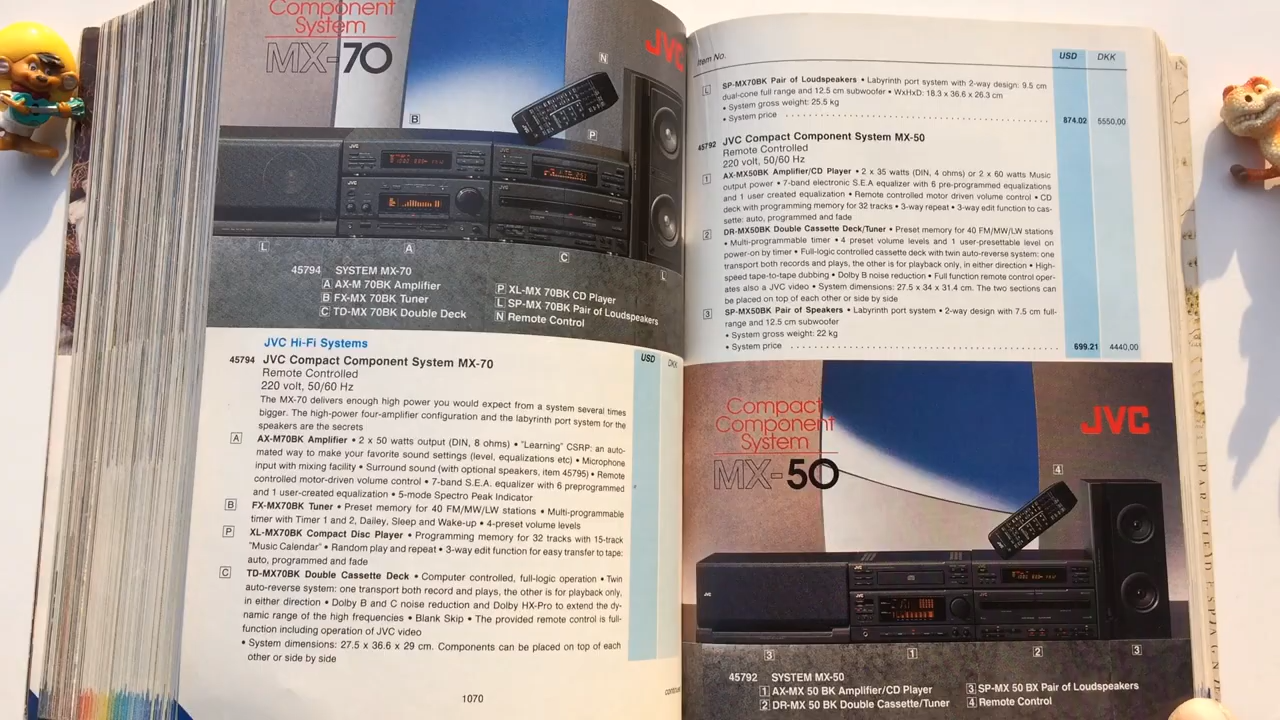 Component
System
MX-70
JVC
N
B
P
L
A
C
L
45794 SYSTEM MX-70
A AX-M 70BK Amplifier
B FX-MX 70BK Tuner
C TD-MX 70BK Double Deck
P XL-MX 70BK CD Player
L SP-MX 70BK Pair of Loudspeakers
N Remote Control
JVC Hi-Fi Systems
USD DKK
45794 JVC Compact Component System MX-70
Remote Controlled
220 volt, 50/60 Hz
The MX-70 delivers enough high power you would expect from a system several times
bigger. The high-power four-amplifier configuration and the labyrinth port system for the
speakers are the secrets
A AX-M70BK Amplifier • 2 x 50 watts output (DIN, 8 ohms) • "Learning" CSRP: an auto-
mated way to make your favorite sound settings (level, equalizations etc) • Microphone
input with mixing facility • Surround sound (with optional speakers, item 45795) • Remote
controlled motor-driven volume control • 7-band S.E.A. equalizer with 6 preprogrammed
and 1 user-created equalization • 5-mode Spectro Peak Indicator
B FX-MX70BK Tuner • Preset memory for 40 FM/MW/LW stations • Multi-programmable
timer with Timer 1 and 2, Dailey, Sleep and Wake-up • 4-preset volume levels
P XL-MX70BK Compact Disc Player • Programming memory for 32 tracks with 15-track
"Music Calendar" • Random play and repeat • 3-way edit function for easy transfer to tape:
auto, programmed and fade
C TD-MX70BK Double Cassette Deck • Computer controlled, full-logic operation • Twin
auto-reverse system: one transport both record and plays, the other is for playback only,
in either direction • Dolby B and C noise reduction and Dolby HX-Pro to extend the dy-
namic range of the high frequencies • Blank Skip • The provided remote control is full-
function including operation of JVC video
• System dimensions: 27.5 x 36.6 x 29 cm. Components can be placed on top of each
other or side by side
1070
Item No.
USD DKK
L SP-MX70BK Pair of Loudspeakers • Labyrinth port system with 2-way design: 9.5 cm
dual-cone full range and 12.5 cm subwoofer • WxHxD: 18.3 x 36.6 x 26.3 cm
• System gross weight: 25.5 kg
• System price 874.02 5550,00
45792 JVC Compact Component System MX-50
Remote Controlled
220 volt, 50/60 Hz
1 AX-MX50BK Amplifier/CD Player • 2 x 35 watts (DIN, 4 ohms) or 2 x 60 watts Music
output power • 7-band electronic S.E.A equalizer with 6 pre-programmed equalizations
and 1 user created equalization • Remote controlled motor driven volume control • CD
deck with programming memory for 32 tracks • 3-way repeat • 3-way edit function to cas-
sette: auto, programmed and fade
2 DR-MX50BK Double Cassette Deck/Tuner • Preset memory for 40 FM/MW/LW stations
• Multi-programmable timer • 4 preset volume levels and 1 user-presettable level on
power-on by timer • Full-logic controlled cassette deck with twin auto-reverse system: one
transport both records and plays, the other is for playback only, in either direction • High-
speed tape-to-tape dubbing • Dolby B noise reduction • Full function remote control oper-
ates also a JVC video • System dimensions: 27.5 x 34 x 31.4 cm. The two sections can
be placed on top of each other or side by side
3 SP-MX50BK Pair of Speakers • Labyrinth port system • 2-way design with 7.5 cm full-
range and 12.5 cm subwoofer
• System gross weight: 22 kg
• System price 699.21 4440,00
Compact
Component
System
MX-50
JVC
4
3
1
2
3
45792 SYSTEM MX-50
1 AX-MX 50 BK Amplifier/CD Player
2 DR-MX 50 BK Double Cassette/Tuner
3 SP-MX 50 BX Pair of Loudspeakers
4 Remote Control